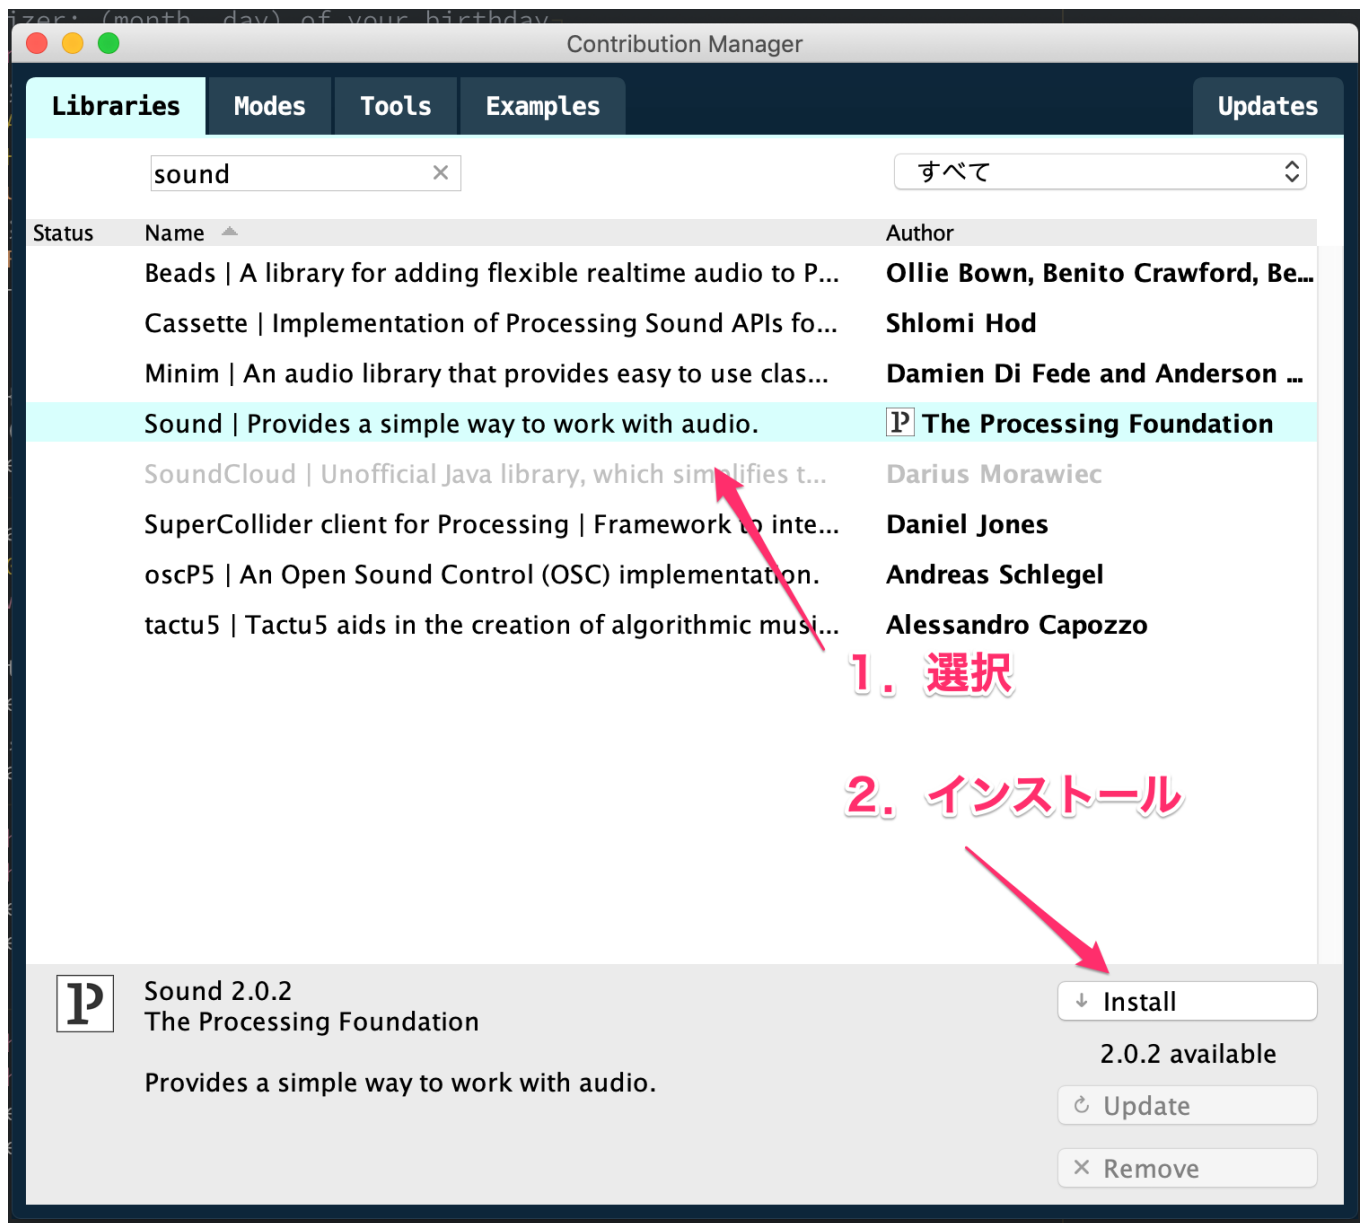 izer: (month, day) of your birthday
Contribution Manager
Libraries Modes Tools Examples Updates
sound すべて
Status Name Author
Beads | A library for adding flexible realtime audio to P... Ollie Bown, Benito Crawford, Be...
Cassette | Implementation of Processing Sound APIs fo... Shlomi Hod
Minim | An audio library that provides easy to use clas... Damien Di Fede and Anderson ...
Sound | Provides a simple way to work with audio. The Processing Foundation
SoundCloud | Unofficial Java library, which simplifies t... Darius Morawiec
SuperCollider client for Processing | Framework to inte... Daniel Jones
oscP5 | An Open Sound Control (OSC) implementation. Andreas Schlegel
tactu5 | Tactu5 aids in the creation of algorithmic musi... Alessandro Capozzo
1. 選択
2. インストール
Sound 2.0.2
The Processing Foundation
Provides a simple way to work with audio.
Install
2.0.2 available
Update
Remove